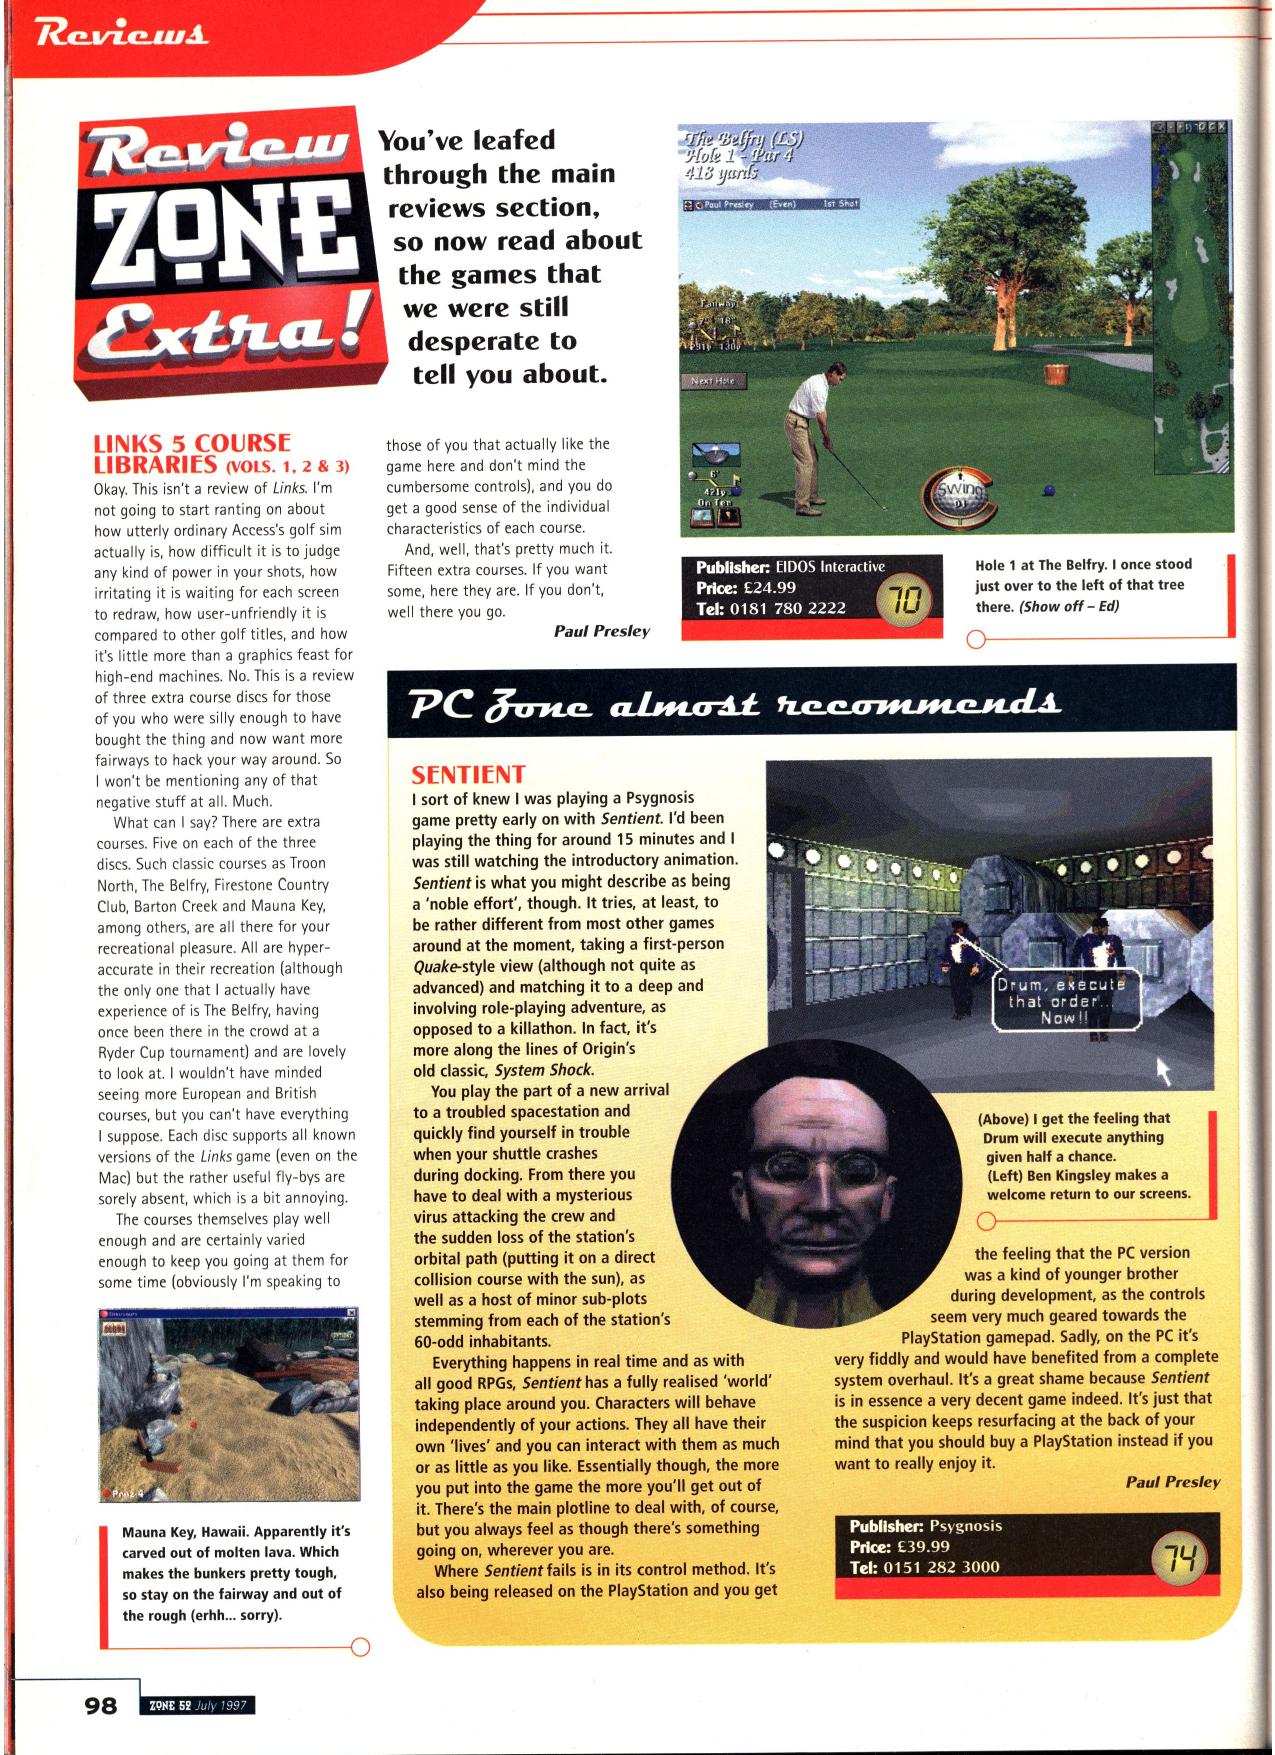 Reviews
Review
ZONE
Extra!
You've leafed
through the main
reviews section,
so now read about
the games that
we were still
desperate to
tell you about.
The Belfry (LS)
Hole 1 - Par 4
418 yards
Paul Presley (Even) 1st Shot
Fairway
Next Hole
6'
421y
On Tee
Swing
LINKS 5 COURSE
LIBRARIES (VOLS. 1, 2 & 3)
Okay. This isn't a review of Links. I'm
not going to start ranting on about
how utterly ordinary Access's golf sim
actually is, how difficult it is to judge
any kind of power in your shots, how
irritating it is waiting for each screen
to redraw, how user-unfriendly it is
compared to other golf titles, and how
it's little more than a graphics feast for
high-end machines. No. This is a review
of three extra course discs for those
of you who were silly enough to have
bought the thing and now want more
fairways to hack your way around. So
I won't be mentioning any of that
negative stuff at all. Much.
What can I say? There are extra
courses. Five on each of the three
discs. Such classic courses as Troon
North, The Belfry, Firestone Country
Club, Barton Creek and Mauna Key,
among others, are all there for your
recreational pleasure. All are hyper-
accurate in their recreation (although
the only one that I actually have
experience of is The Belfry, having
once been there in the crowd at a
Ryder Cup tournament) and are lovely
to look at. I wouldn't have minded
seeing more European and British
courses, but you can't have everything
I suppose. Each disc supports all known
versions of the Links game (even on the
Mac) but the rather useful fly-bys are
sorely absent, which is a bit annoying.
The courses themselves play well
enough and are certainly varied
enough to keep you going at them for
some time (obviously I'm speaking to
those of you that actually like the
game here and don't mind the
cumbersome controls), and you do
get a good sense of the individual
characteristics of each course.
And, well, that's pretty much it.
Fifteen extra courses. If you want
some, here they are. If you don't,
well there you go.
Paul Presley
Publisher: EIDOS Interactive
Price: £24.99
Tel: 0181 780 2222
70
Hole 1 at The Belfry. I once stood
just over to the left of that tree
there. (Show off – Ed)
Mauna Key, Hawaii. Apparently it's
carved out of molten lava. Which
makes the bunkers pretty tough,
so stay on the fairway and out of
the rough (erhh... sorry).
PC Zone almost recommends
SENTIENT
I sort of knew I was playing a Psygnosis
game pretty early on with Sentient. I'd been
playing the thing for around 15 minutes and I
was still watching the introductory animation.
Sentient is what you might describe as being
a 'noble effort', though. It tries, at least, to
be rather different from most other games
around at the moment, taking a first-person
Quake-style view (although not quite as
advanced) and matching it to a deep and
involving role-playing adventure, as
opposed to a killathon. In fact, it's
more along the lines of Origin's
old classic, System Shock.
You play the part of a new arrival
to a troubled spacestation and
quickly find yourself in trouble
when your shuttle crashes
during docking. From there you
have to deal with a mysterious
virus attacking the crew and
the sudden loss of the station's
orbital path (putting it on a direct
collision course with the sun), as
well as a host of minor sub-plots
stemming from each of the station's
60-odd inhabitants.
Everything happens in real time and as with
all good RPGs, Sentient has a fully realised 'world'
taking place around you. Characters will behave
independently of your actions. They all have their
own 'lives' and you can interact with them as much
or as little as you like. Essentially though, the more
you put into the game the more you'll get out of
it. There's the main plotline to deal with, of course,
but you always feel as though there's something
going on, wherever you are.
Where Sentient fails is in its control method. It's
also being released on the PlayStation and you get
Drum, execute
that order...
Now!!
(Above) I get the feeling that
Drum will execute anything
given half a chance.
(Left) Ben Kingsley makes a
welcome return to our screens.
the feeling that the PC version
was a kind of younger brother
during development, as the controls
seem very much geared towards the
PlayStation gamepad. Sadly, on the PC it's
very fiddly and would have benefited from a complete
system overhaul. It's a great shame because Sentient
is in essence a very decent game indeed. It's just that
the suspicion keeps resurfacing at the back of your
mind that you should buy a PlayStation instead if you
want to really enjoy it.
Paul Presley
Publisher: Psygnosis
Price: £39.99
Tel: 0151 282 3000
74
98
ZONE 52 July 1997